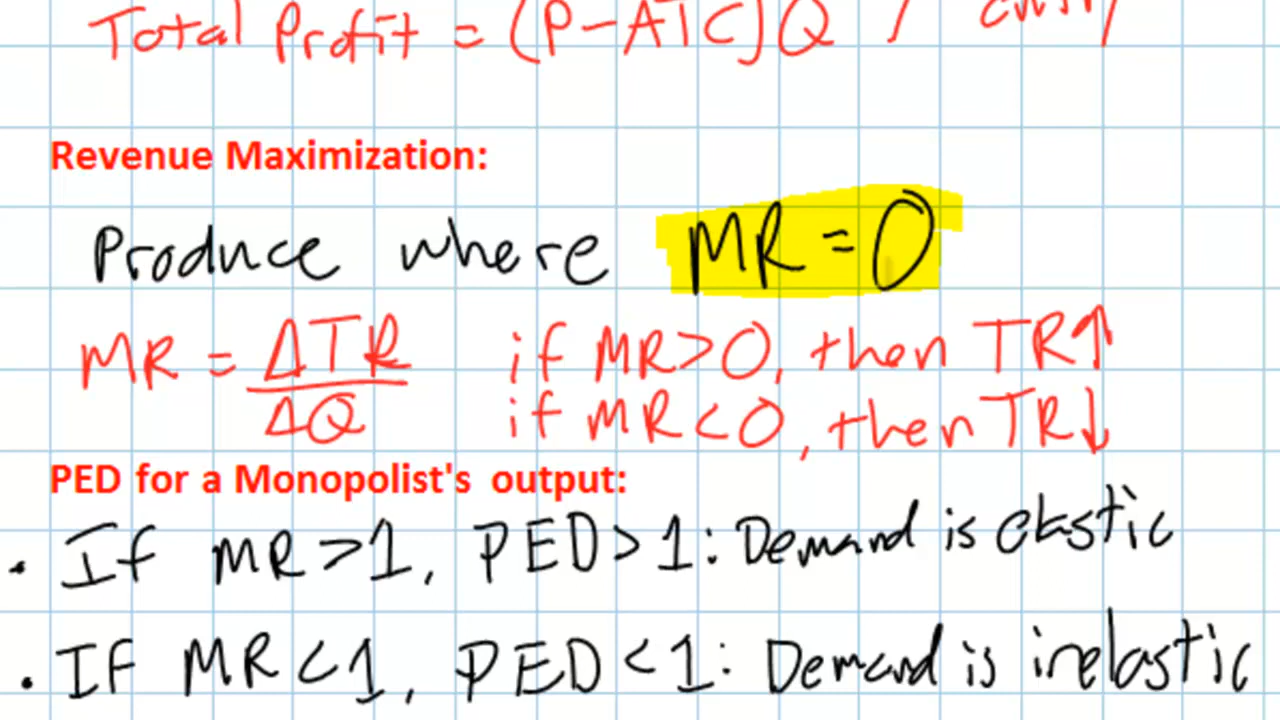 Total Profit = (P-ATC)Q /
Revenue Maximization:
Produce where MR = 0
MR = ΔTR/ΔQ if MR>0, then TR↑
if MR<0, then TR↓
PED for a Monopolist's output:
· If MR>1, PED>1: Demand is elastic
· If MR<1, PED<1: Demand is inelastic